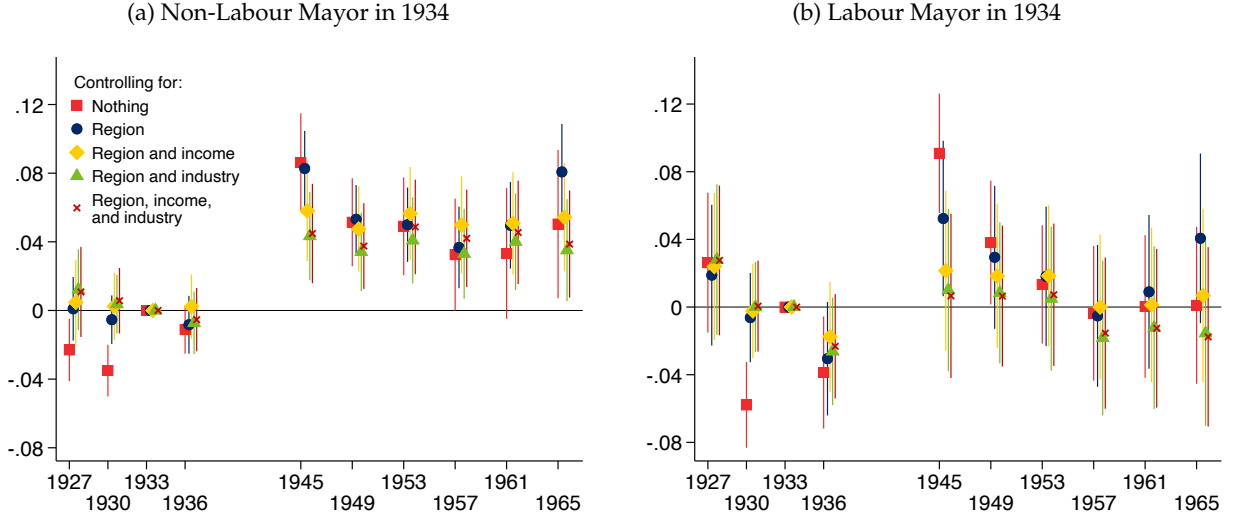 (a) Non-Labour Mayor in 1934
Controlling for:
Nothing
Region
Region and income
Region and industry
Region, income,
and industry
.12
.08
.04
0
-.04
-.08
1927 1933 1945 1953 1961
1930 1936 1949 1957 1965
(b) Labour Mayor in 1934
.12
.08
.04
0
-.04
-.08
1927 1933 1945 1953 1961
1930 1936 1949 1957 1965